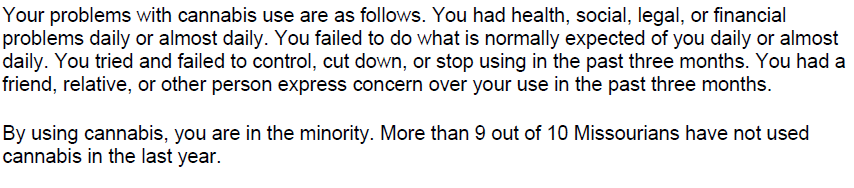 Your problems with cannabis use are as follows. You had health, social, legal, or financial
problems daily or almost daily. You failed to do what is normally expected of you daily or almost
daily. You tried and failed to control, cut down, or stop using in the past three months. You had a
friend, relative, or other person express concern over your use in the past three months.

By using cannabis, you are in the minority. More than 9 out of 10 Missourians have not used
cannabis in the last year.